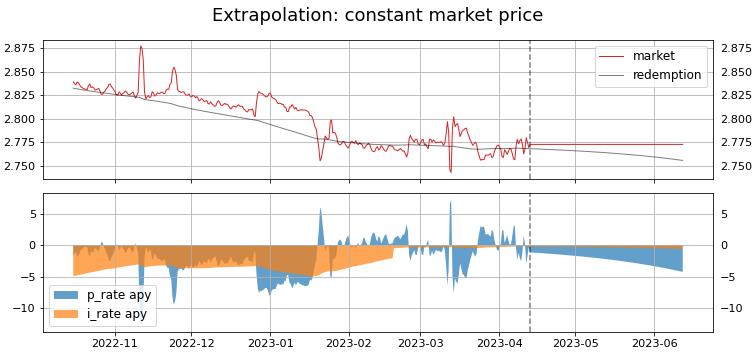 Extrapolation: constant market price
2.875 2.875
2.850 2.850
2.825 2.825
2.800 2.800
2.775 2.775
2.750 2.750
market
redemption
5 5
0 0
−5 −5
−10 −10
p_rate apy
i_rate apy
2022-11 2022-12 2023-01 2023-02 2023-03 2023-04 2023-05 2023-06